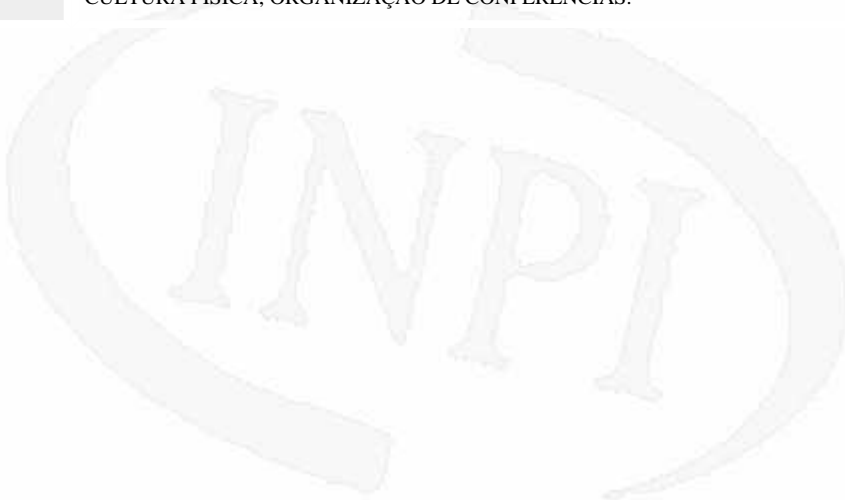 CULTURA FÍSICA; ORGANIZAÇÃO DE CONFERÊNCIAS.
INPI